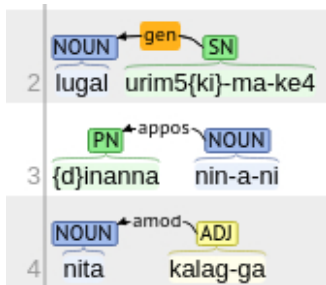 gen
NOUN SN
2 lugal urim5{ki}-ma-ke4
appos
PN NOUN
3 {d}inanna nin-a-ni
amod
NOUN ADJ
4 nita kalag-ga